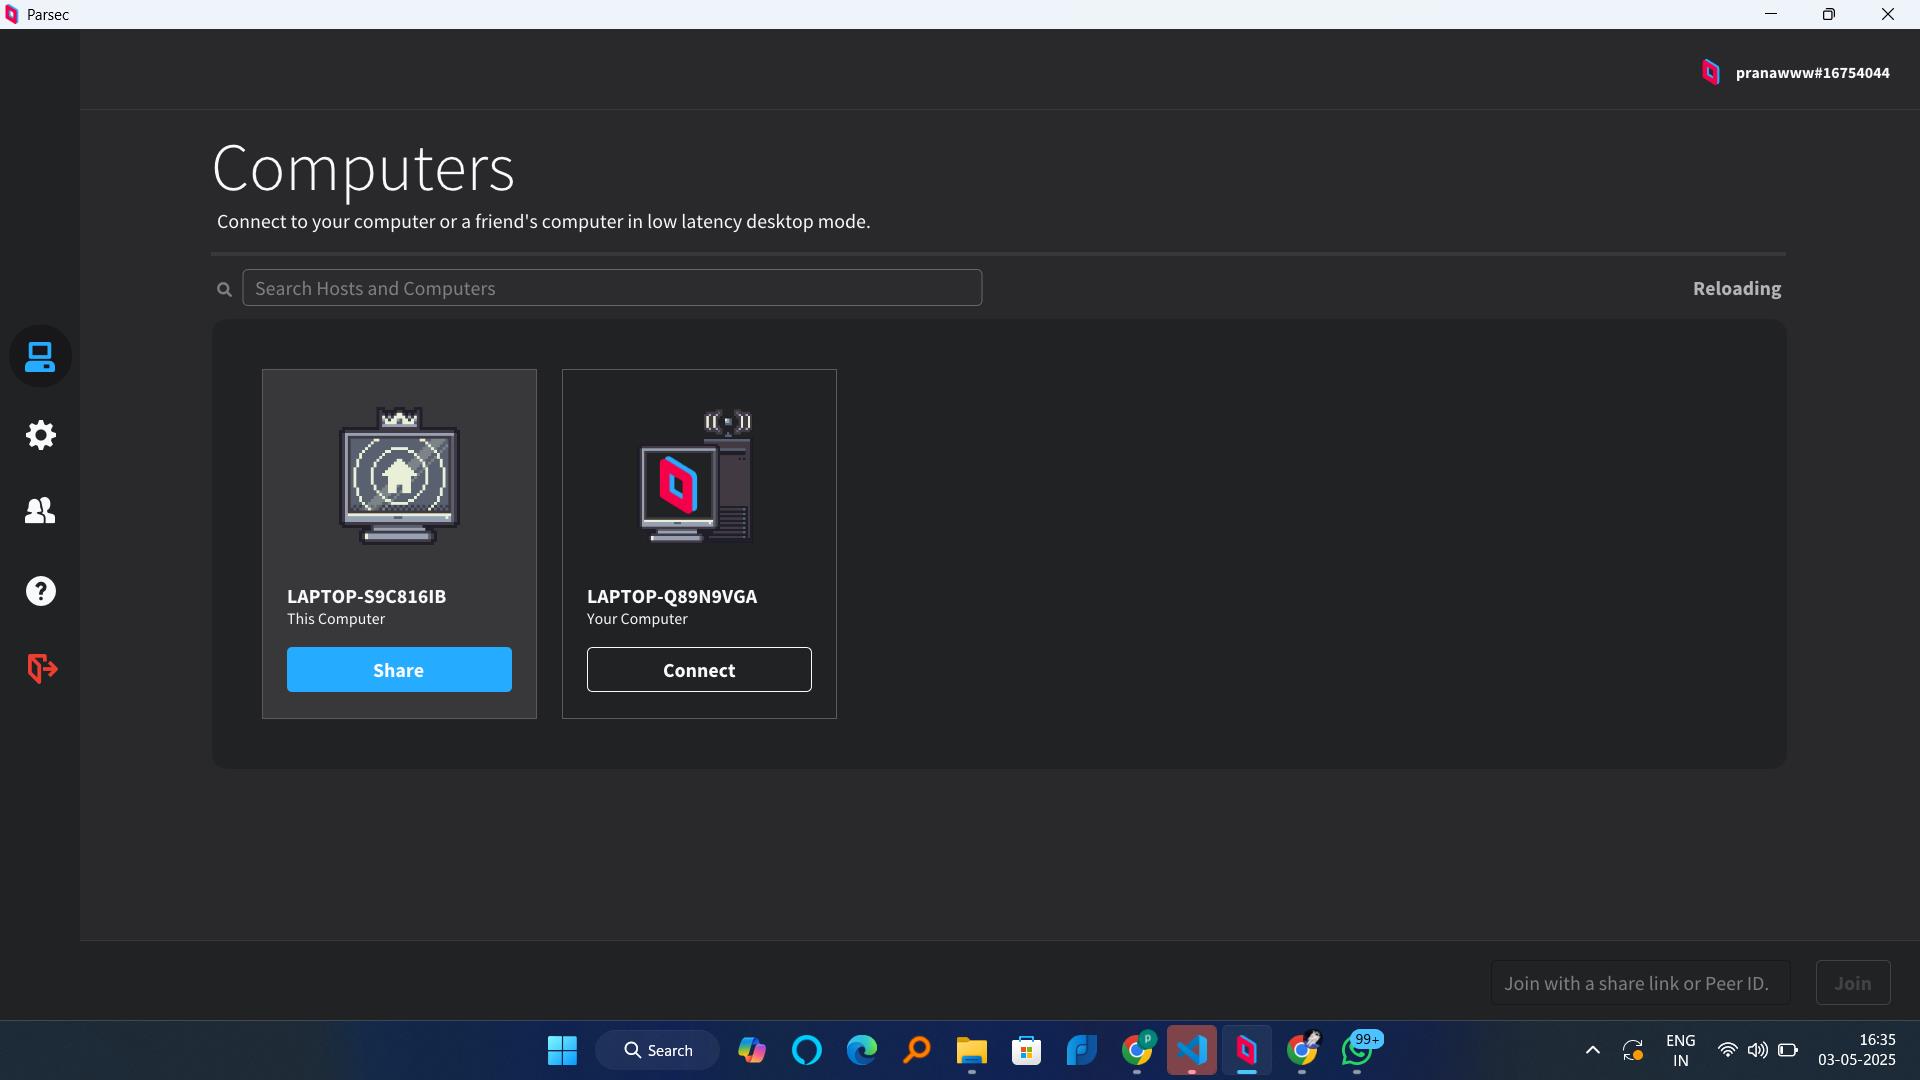 Parsec
pranawww#16754044
Computers
Connect to your computer or a friend's computer in low latency desktop mode.
Search Hosts and Computers
Reloading
LAPTOP-S9C816IB
This Computer
Share
LAPTOP-Q89N9VGA
Your Computer
Connect
Join with a share link or Peer ID.
Join
Search
P
99+
ENG
IN
16:35
03-05-2025